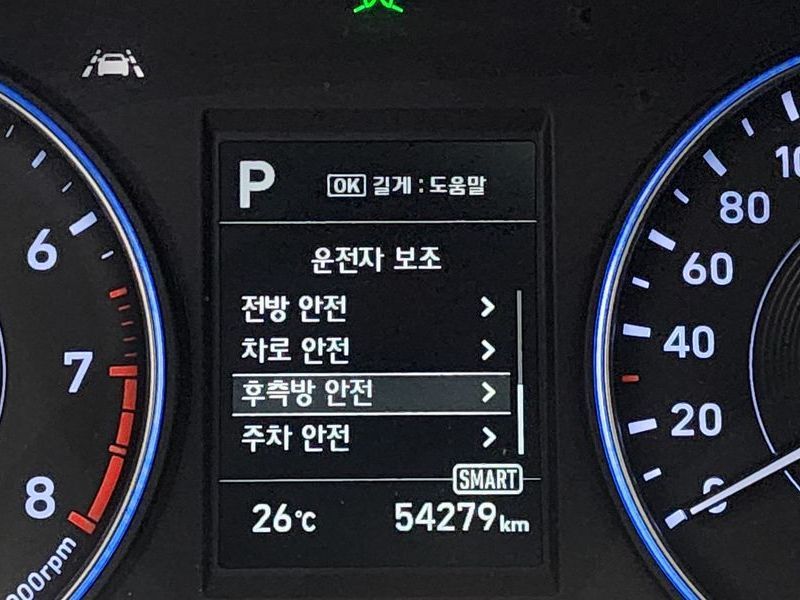 P
OK 길게 : 도움말
운전자 보조
전방 안전
차로 안전
후측방 안전
주차 안전
SMART
26℃
54279km
6
7
8
000rpm
80
60
40
20
0